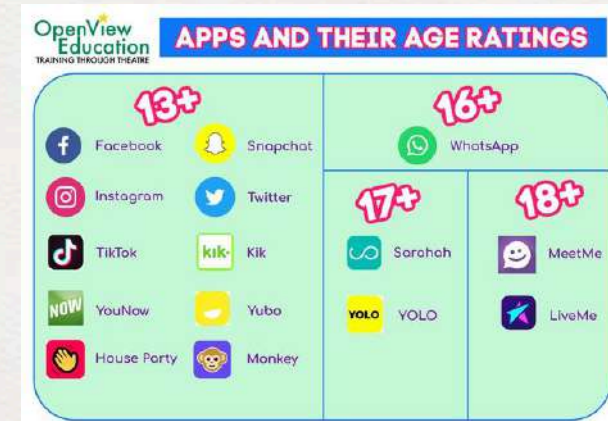 OpenView
Education
TRAINING THROUGH THEATRE
APPS AND THEIR AGE RATINGS
13+
Facebook
Snapchat
Instagram
Twitter
TikTok
kik.
Kik
NOW
YouNow
Yubo
House Party
Monkey
16+
WhatsApp
17+
Sarahah
YOLO
YOLO
18+
MeetMe
LiveMe